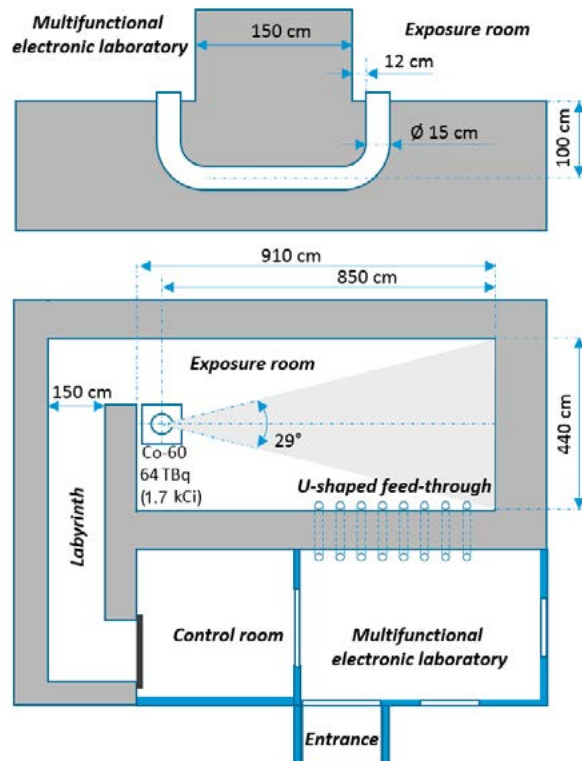 Multifunctional
electronic laboratory
150 cm
Exposure room
12 cm
Ø 15 cm
100 cm
910 cm
850 cm
Exposure room
150 cm
29°
440 cm
Co-60
64 TBq
(1.7 kCi)
U-shaped feed-through
Labyrinth
Control room
Multifunctional
electronic laboratory
Entrance